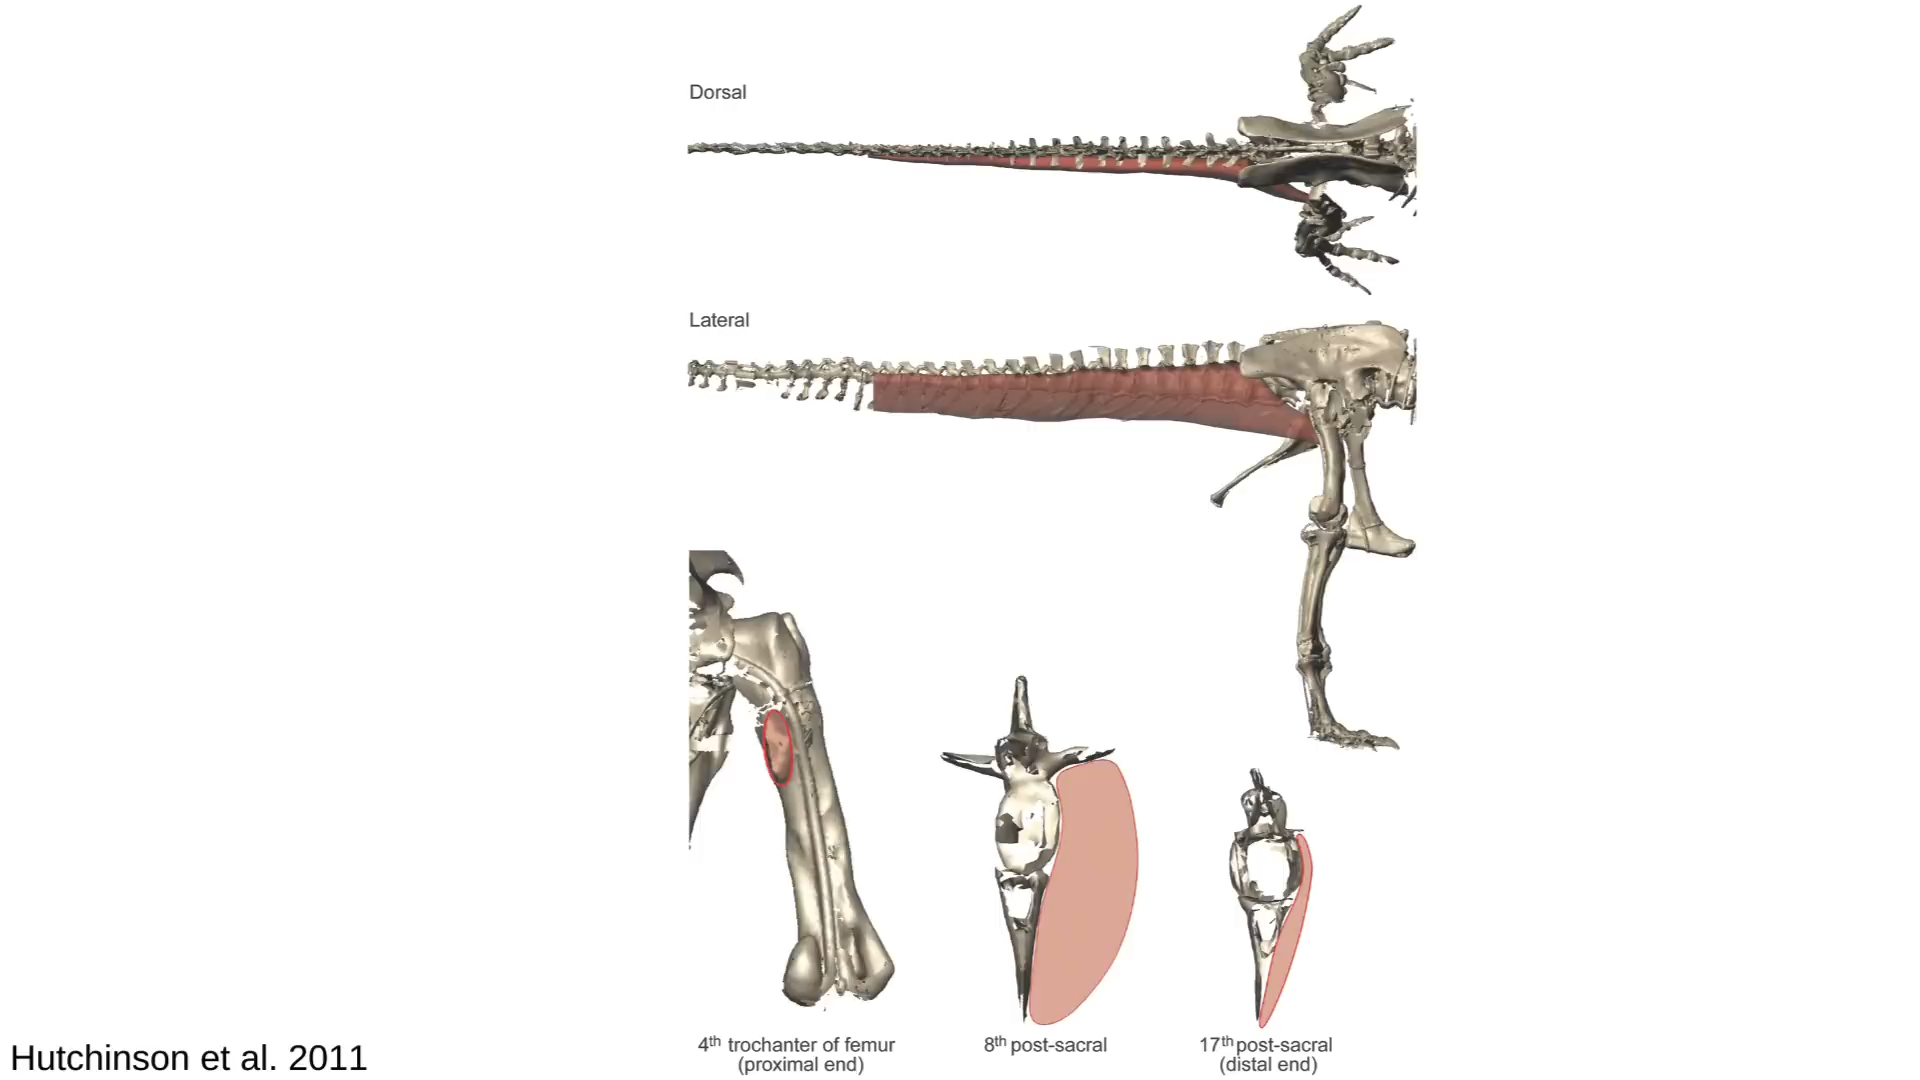 Dorsal
Lateral
4th trochanter of femur
(proximal end)
8th post-sacral
17th post-sacral
(distal end)
Hutchinson et al. 2011